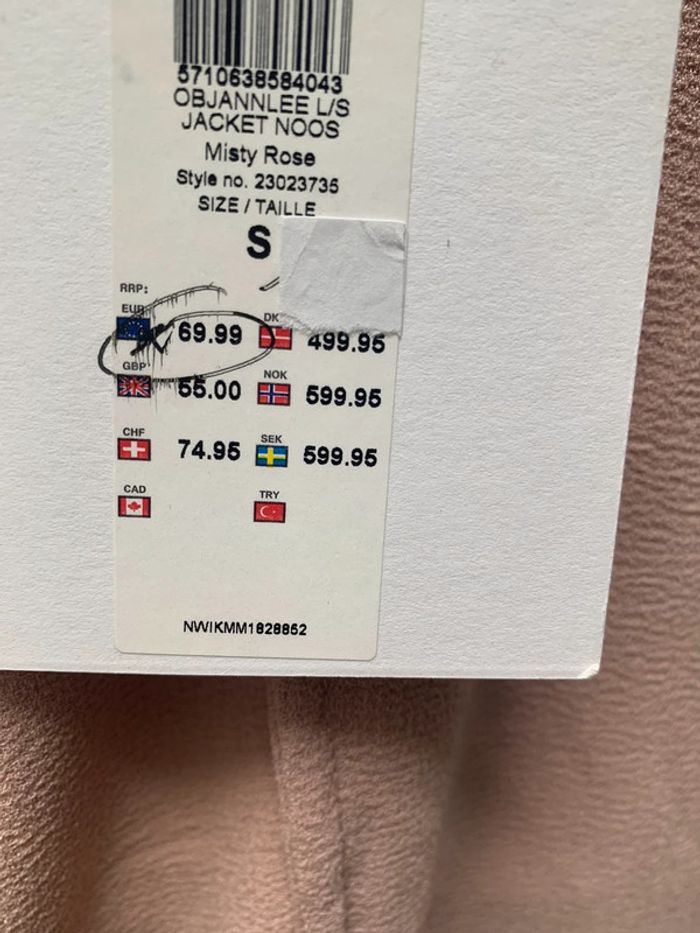 5710638584043
OBJANNLEE L/S
JACKET NOOS
Misty Rose
Style no. 23023735
SIZE / TAILLE
S
RRP:
EUR 69.99 DK 499.95
GBP 55.00 NOK 599.95
CHF 74.95 SEK 599.95
CAD TRY
NWIKMM1828852